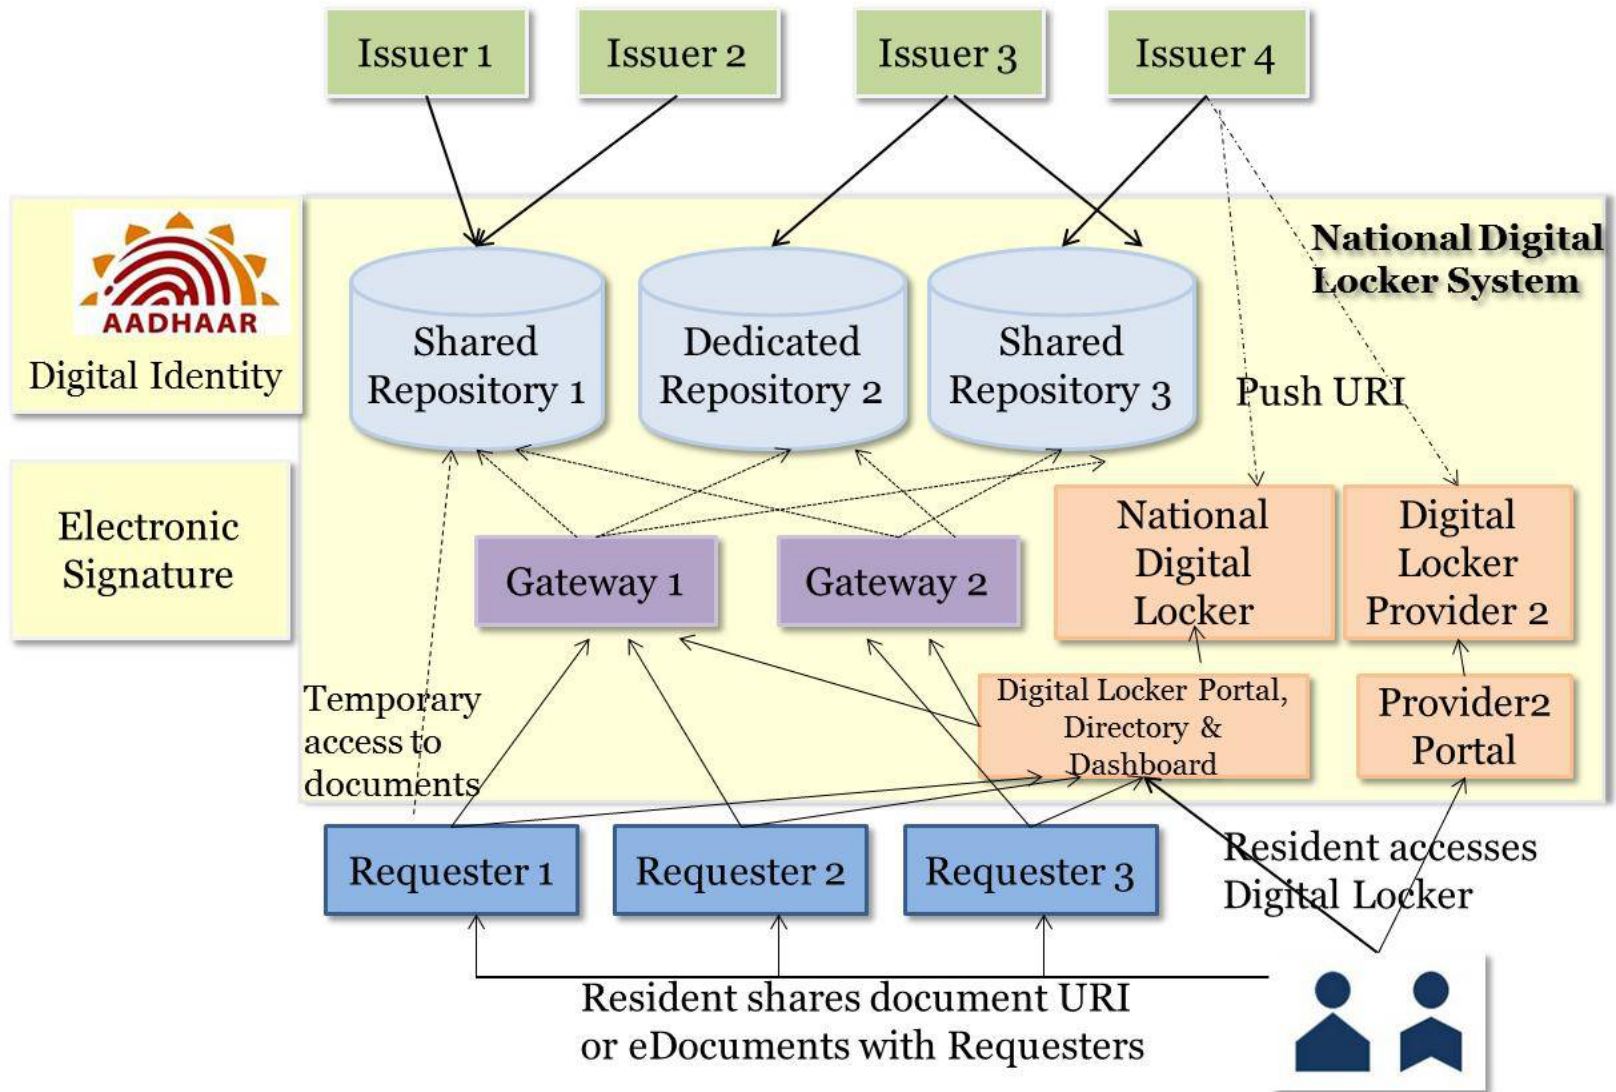 Issuer 1
Issuer 2
Issuer 3
Issuer 4
National Digital
Locker System
AADHAAR
Digital Identity
Shared
Repository 1
Dedicated
Repository 2
Shared
Repository 3
Push URI
Electronic
Signature
Gateway 1
Gateway 2
National
Digital
Locker
Digital
Locker
Provider 2
Temporary
access to
documents
Digital Locker Portal,
Directory &
Dashboard
Provider2
Portal
Requester 1
Requester 2
Requester 3
Resident accesses
Digital Locker
Resident shares document URI
or eDocuments with Requesters